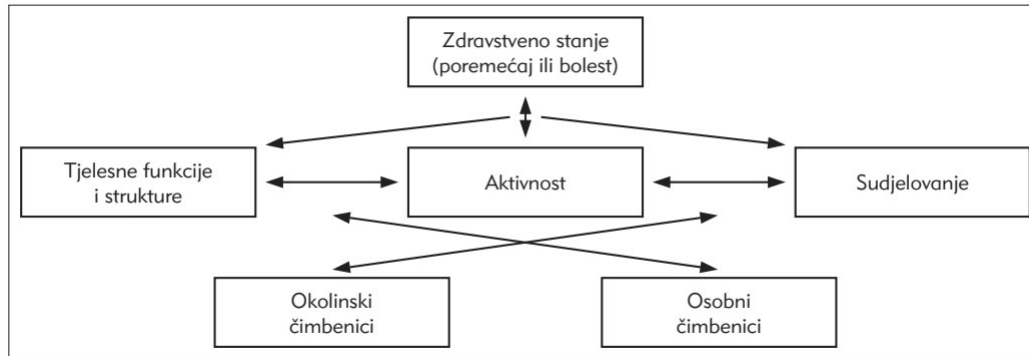 Zdravstveno stanje
(poremećaj ili bolest)
Tjelesne funkcije
i strukture
Aktivnost
Sudjelovanje
Okolinski
čimbenici
Osobni
čimbenici